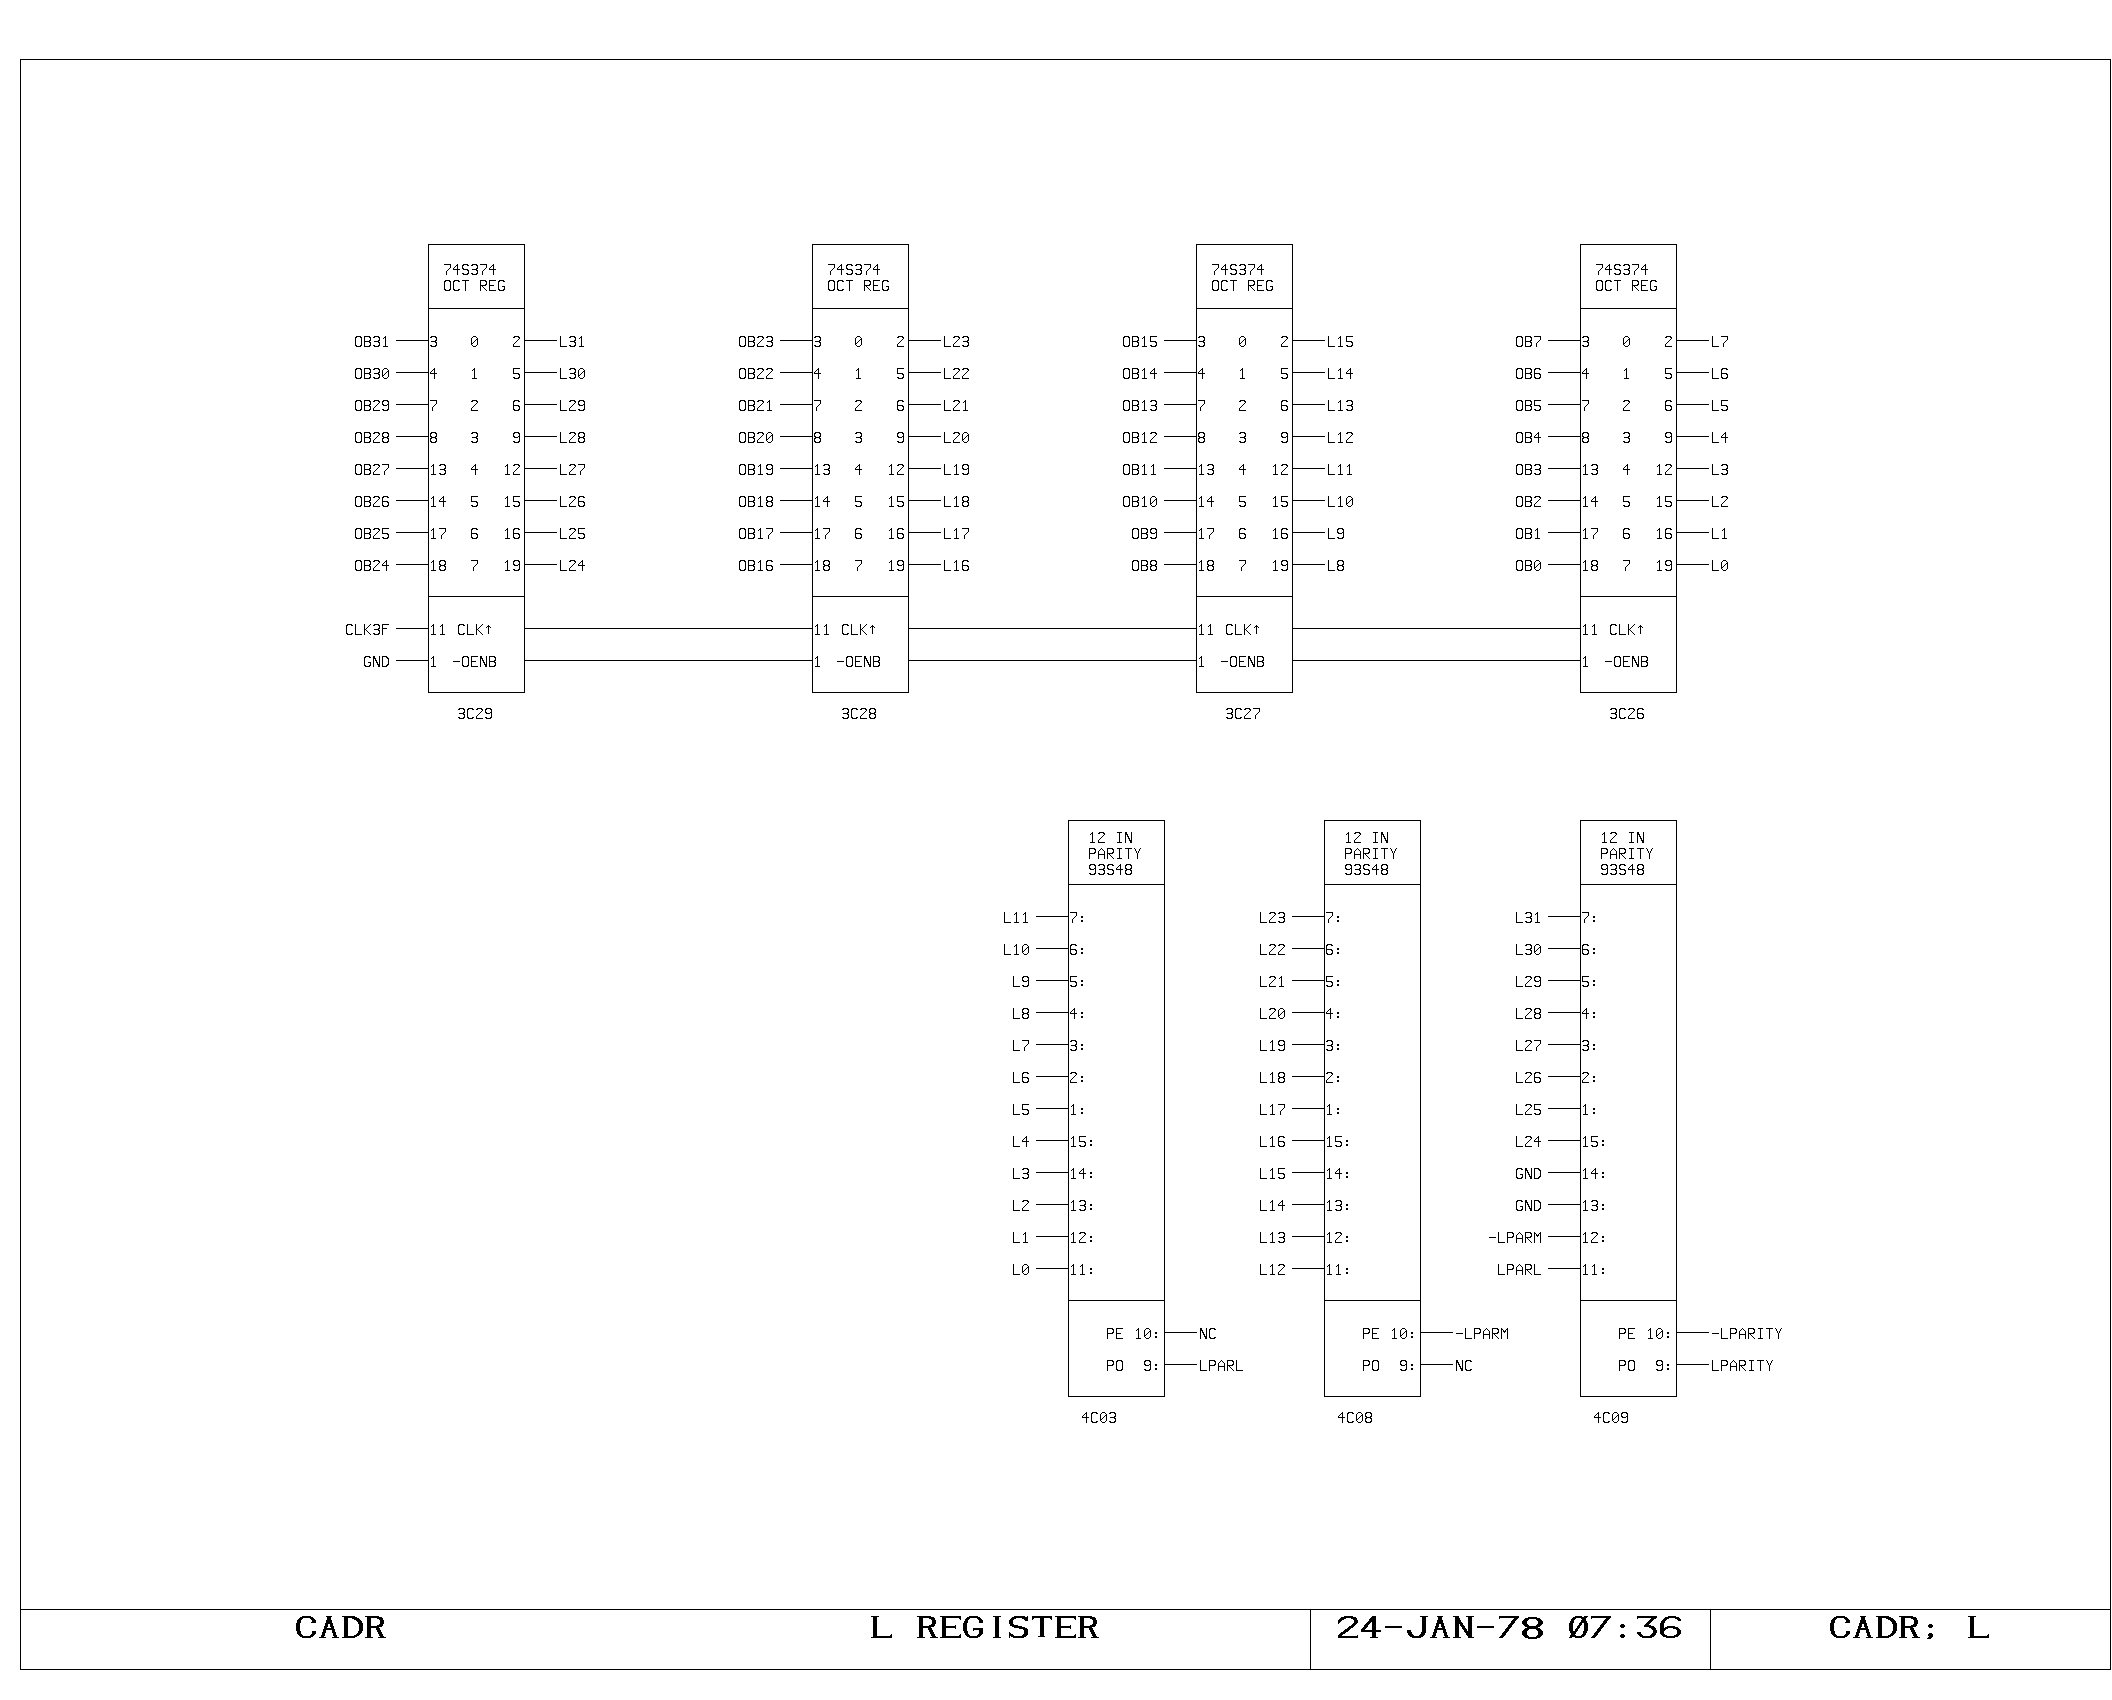 74S374 74S374 74S374 74S374
OCT REG OCT REG OCT REG OCT REG
OB31 3 0 2 L31 OB23 3 0 2 L23 OB15 3 0 2 L15 OB7 3 0 2 L7
OB30 4 1 5 L30 OB22 4 1 5 L22 OB14 4 1 5 L14 OB6 4 1 5 L6
OB29 7 2 6 L29 OB21 7 2 6 L21 OB13 7 2 6 L13 OB5 7 2 6 L5
OB28 8 3 9 L28 OB20 8 3 9 L20 OB12 8 3 9 L12 OB4 8 3 9 L4
OB27 13 4 12 L27 OB19 13 4 12 L19 OB11 13 4 12 L11 OB3 13 4 12 L3
OB26 14 5 15 L26 OB18 14 5 15 L18 OB10 14 5 15 L10 OB2 14 5 15 L2
OB25 17 6 16 L25 OB17 17 6 16 L17 OB9 17 6 16 L9 OB1 17 6 16 L1
OB24 18 7 19 L24 OB16 18 7 19 L16 OB8 18 7 19 L8 OB0 18 7 19 L0
CLK3F 11 CLK↑ 11 CLK↑ 11 CLK↑ 11 CLK↑
GND 1 -OENB 1 -OENB 1 -OENB 1 -OENB
3C29 3C28 3C27 3C26
12 IN 12 IN 12 IN
PARITY PARITY PARITY
93S48 93S48 93S48
L11 7: L23 7: L31 7:
L10 6: L22 6: L30 6:
L9 5: L21 5: L29 5:
L8 4: L20 4: L28 4:
L7 3: L19 3: L27 3:
L6 2: L18 2: L26 2:
L5 1: L17 1: L25 1:
L4 15: L16 15: L24 15:
L3 14: L15 14: GND 14:
L2 13: L14 13: GND 13:
L1 12: L13 12: -LPARM 12:
L0 11: L12 11: LPARL 11:
PE 10: NC PE 10: -LPARM PE 10: -LPARITY
PO 9: LPARL PO 9: NC PO 9: LPARITY
4C03 4C08 4C09
CADR L REGISTER 24-JAN-78 07:36 CADR; L